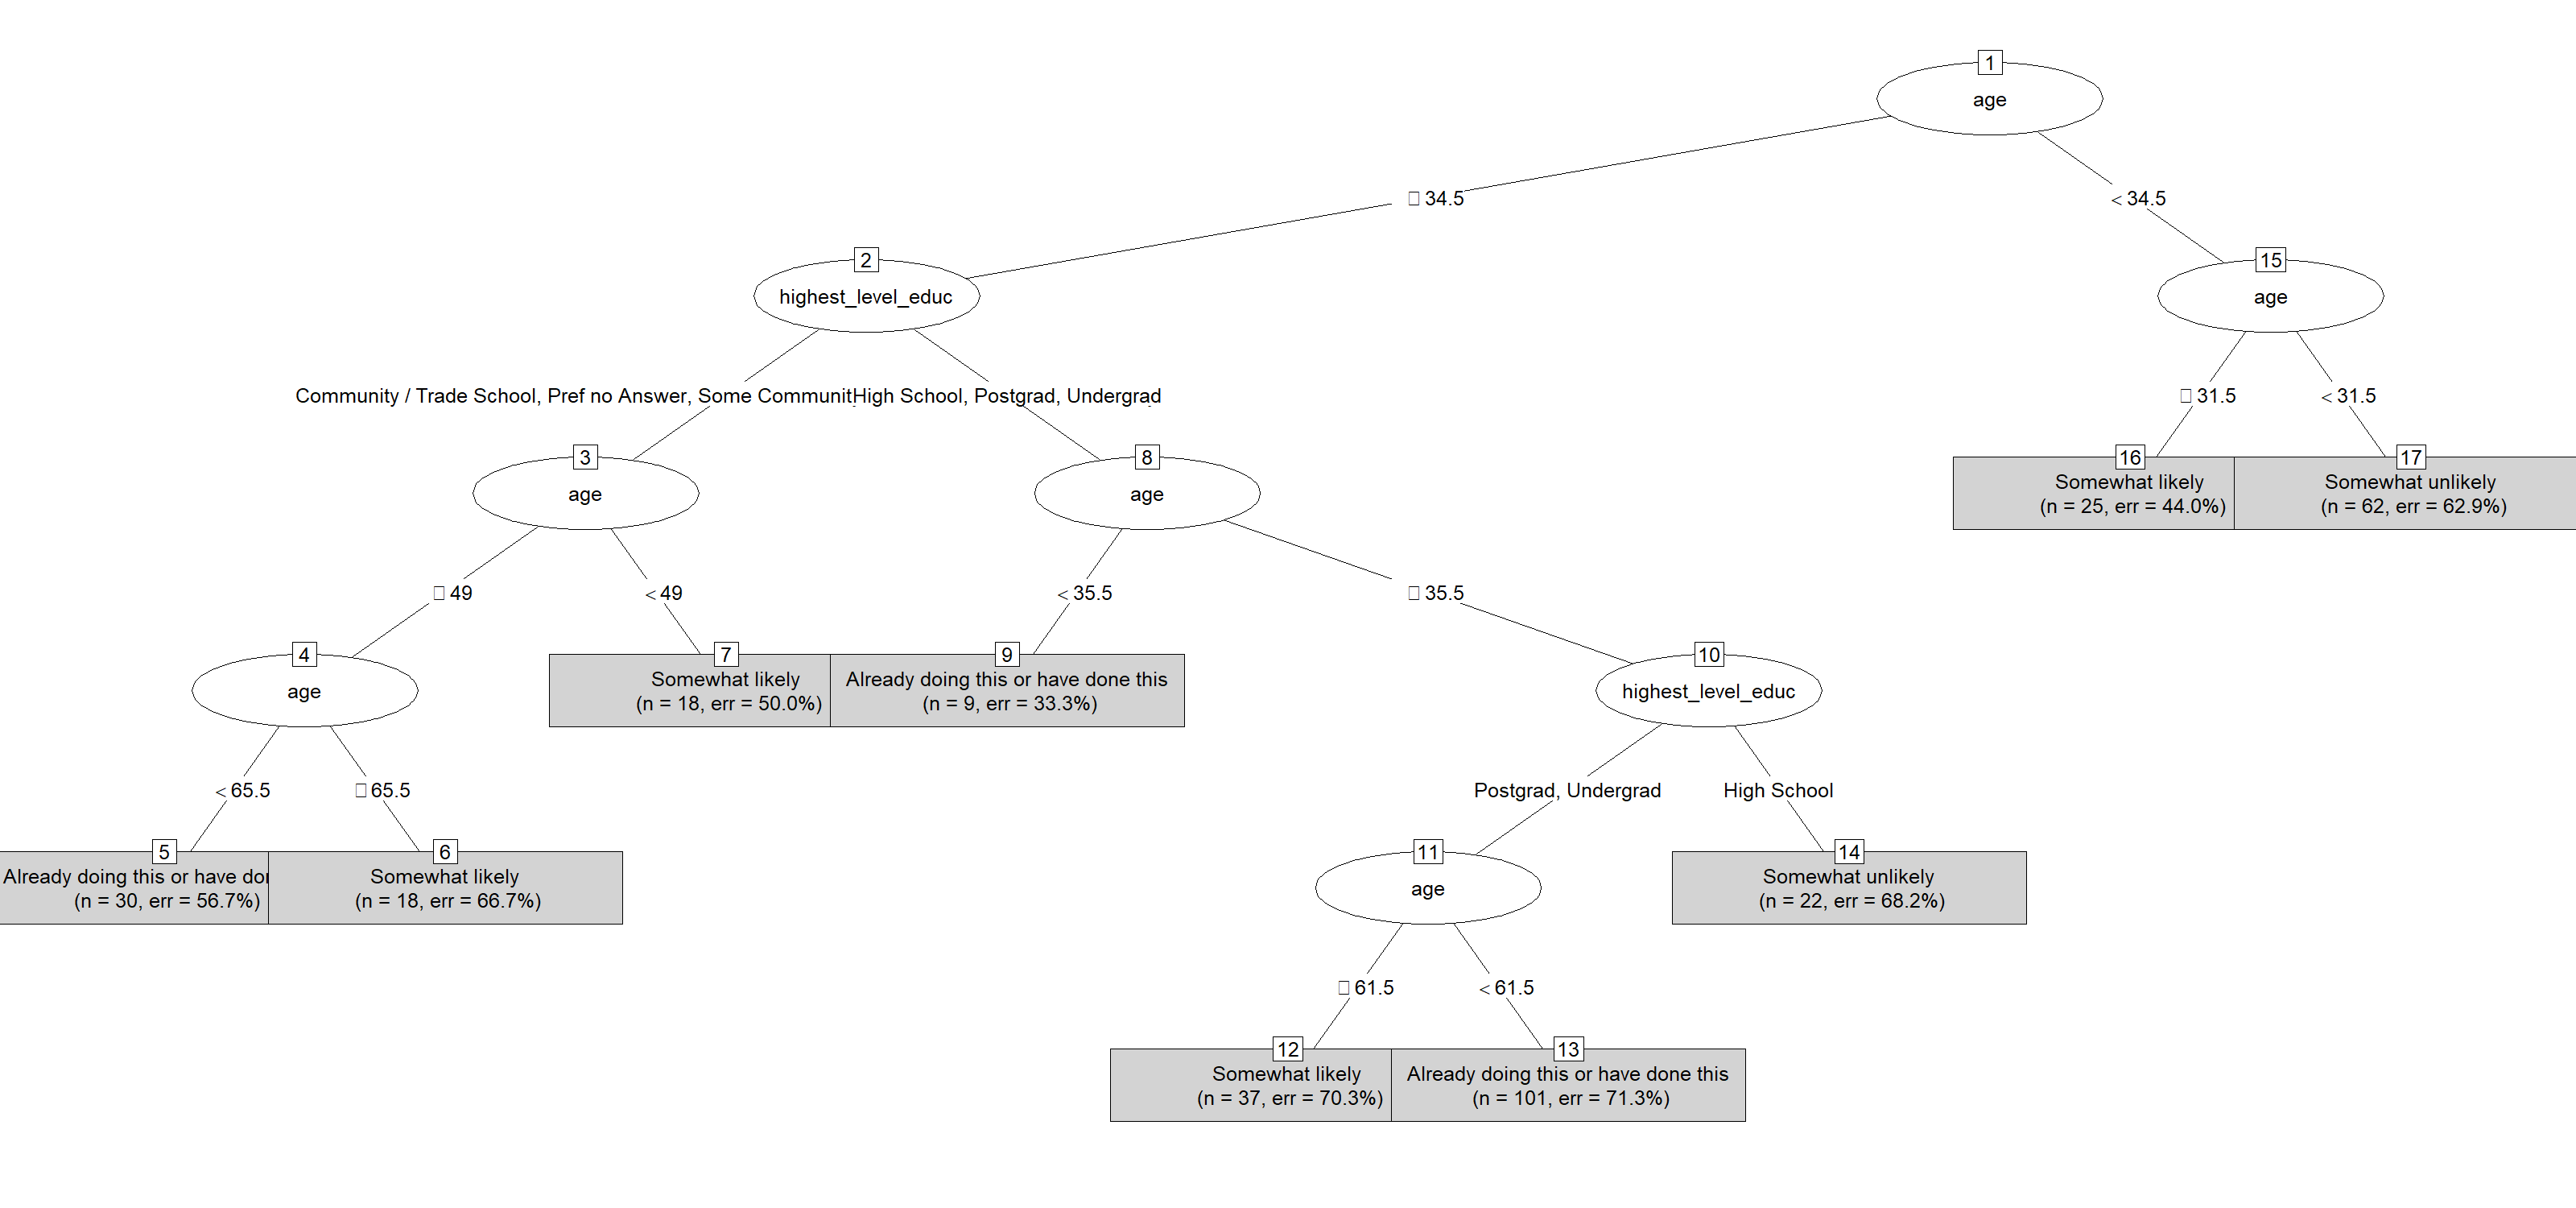 1
age
□ 34.5
< 34.5
2
highest_level_educ
15
age
Community / Trade School, Pref no Answer, Some Communit
High School, Postgrad, Undergrad
□ 31.5
< 31.5
3
age
8
age
16
Somewhat likely
(n = 25, err = 44.0%)
17
Somewhat unlikely
(n = 62, err = 62.9%)
□ 49
< 49
< 35.5
□ 35.5
4
age
7
Somewhat likely
(n = 18, err = 50.0%)
9
Already doing this or have done this
(n = 9, err = 33.3%)
10
highest_level_educ
< 65.5
□ 65.5
Postgrad, Undergrad
High School
5
Already doing this or have do
(n = 30, err = 56.7%)
6
Somewhat likely
(n = 18, err = 66.7%)
11
age
14
Somewhat unlikely
(n = 22, err = 68.2%)
□ 61.5
< 61.5
12
Somewhat likely
(n = 37, err = 70.3%)
13
Already doing this or have done this
(n = 101, err = 71.3%)